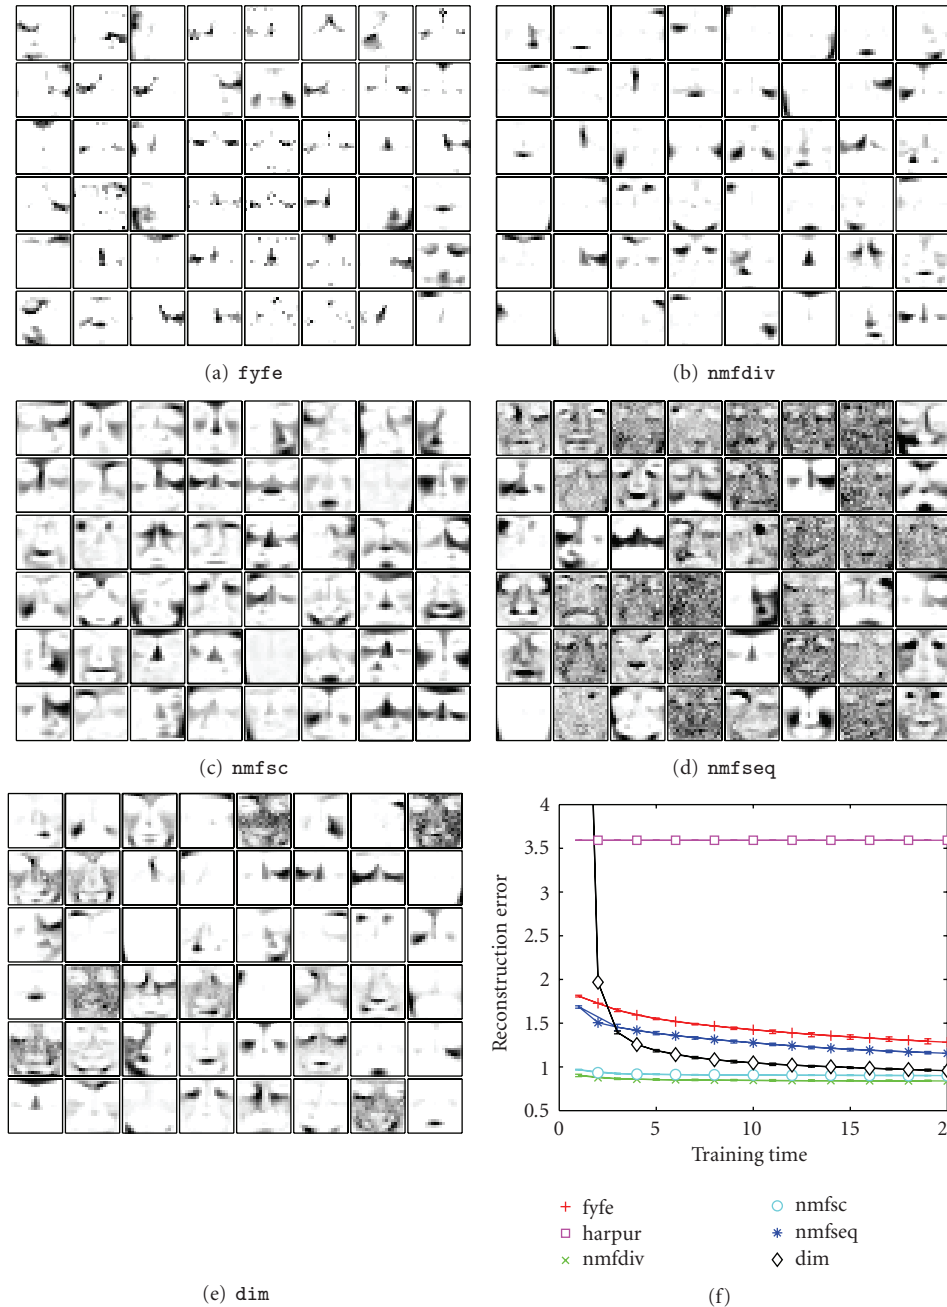 (a) fyfe
(b) nmfdiv
(c) nmfsc
(d) nmfseq
(e) dim
4
3.5
3
2.5
2
1.5
1
0.5
0
5
10
15
20
Reconstruction error
Training time
fyfe
harpur
nmfdiv
nmfsc
nmfseq
dim
(f)